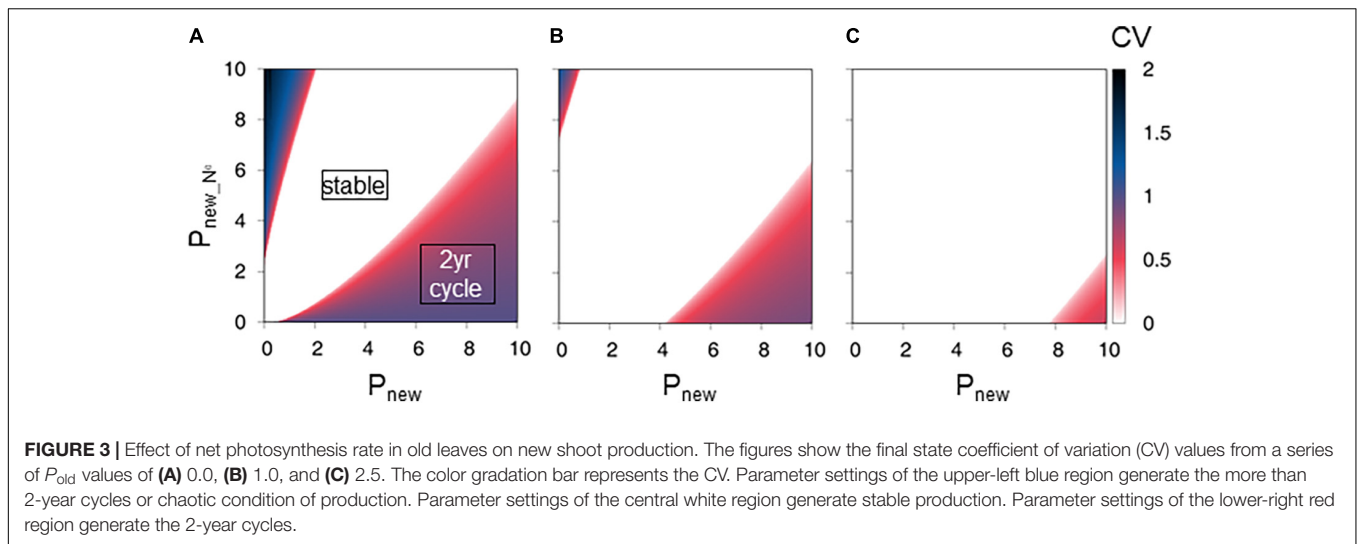 A
B
C
CV
10
8
6
4
2
0
P_new_N⁰
stable
2yr
cycle
0 2 4 6 8 10
P_new
0 2 4 6 8 10
P_new
0 2 4 6 8 10
P_new
2
1.5
1
0.5
0
FIGURE 3 | Effect of net photosynthesis rate in old leaves on new shoot production. The figures show the final state coefficient of variation (CV) values from a series
of P_old values of (A) 0.0, (B) 1.0, and (C) 2.5. The color gradation bar represents the CV. Parameter settings of the upper-left blue region generate the more than
2-year cycles or chaotic condition of production. Parameter settings of the central white region generate stable production. Parameter settings of the lower-right red
region generate the 2-year cycles.